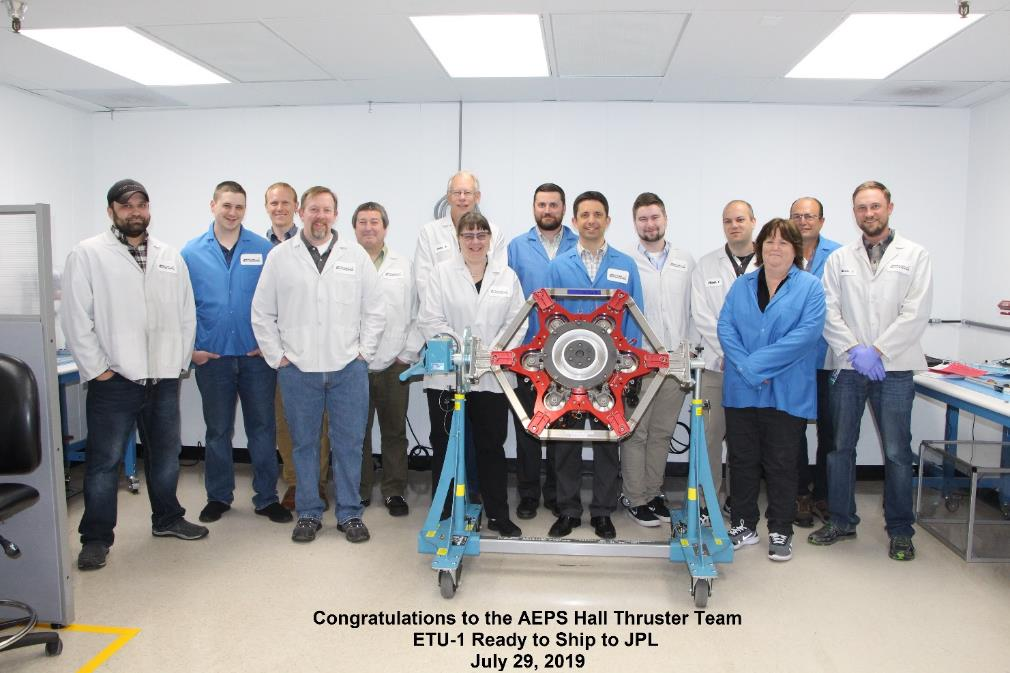 Congratulations to the AEPS Hall Thruster Team
ETU-1 Ready to Ship to JPL
July 29, 2019